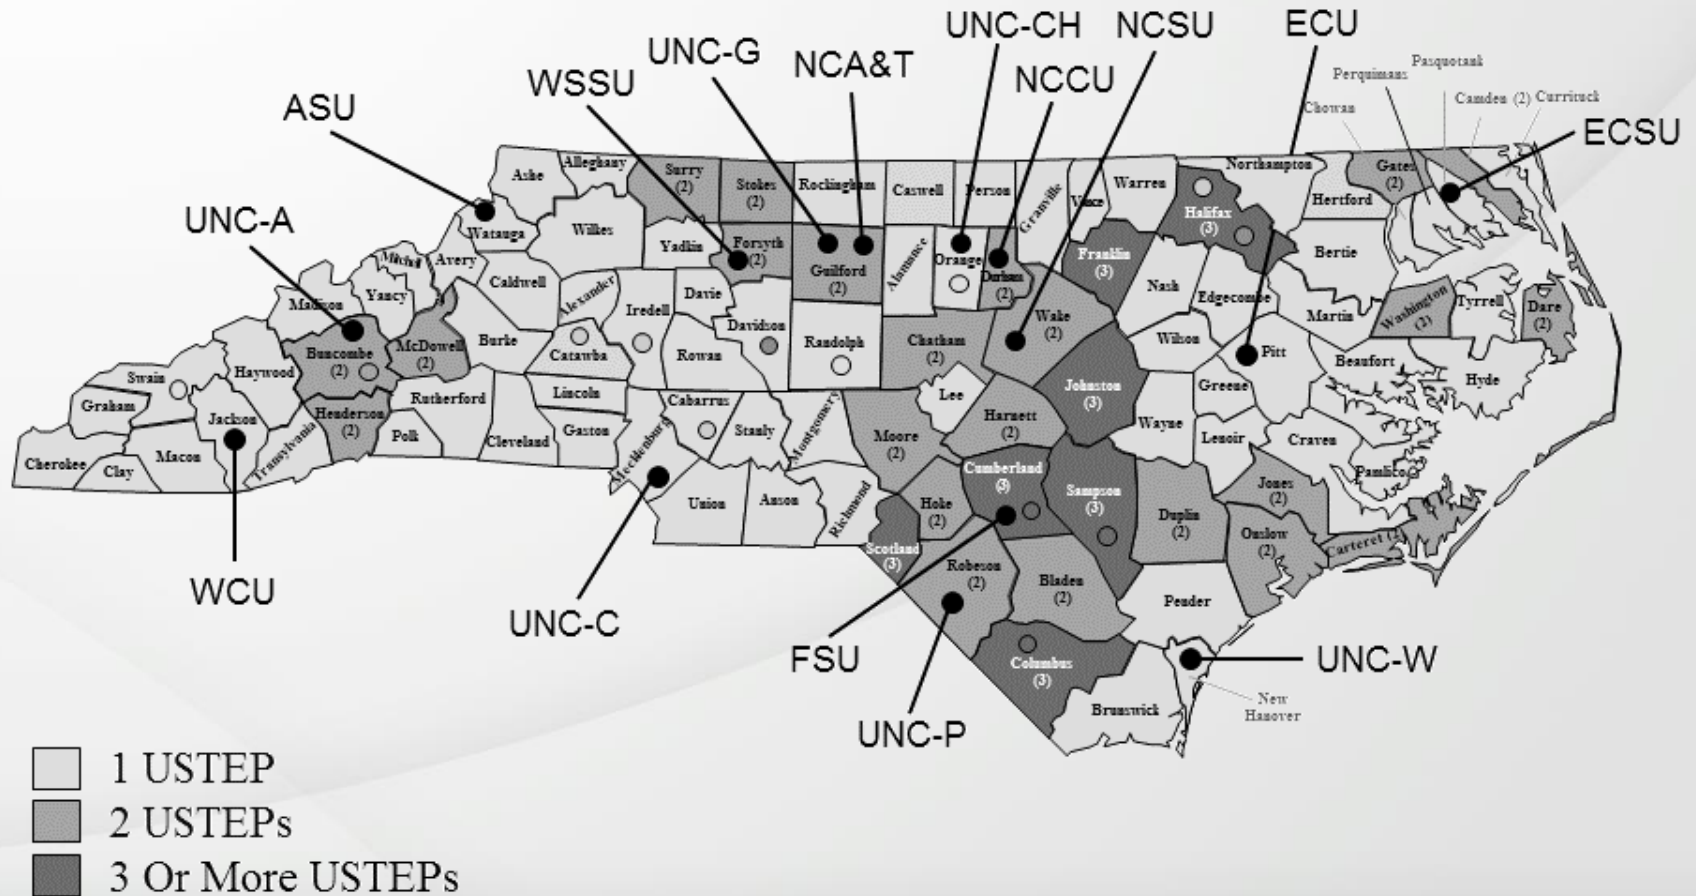 UNC-CH
NCSU
ECU
UNC-G
NCA&T
NCCU
WSSU
ASU
ECSU
UNC-A
Perquimans
Pasquotank
Chowan
Camden (2)
Currituck
Ashe
Alleghany
Surry
(2)
Stokes
(2)
Rockingham
Caswell
Person
Granville
Vance
Warren
Northampton
Gates
(2)
Hertford
Halifax
(3)
Watauga
Wilkes
Yadkin
Forsyth
(2)
Guilford
(2)
Alamance
Orange
Durham
(2)
Franklin
(3)
Nash
Edgecombe
Bertie
Martin
Washington
(2)
Tyrrell
Dare
(2)
Mitchel
Avery
Yancy
Madison
Caldwell
Alexander
Iredell
Davie
Davidson
Randolph
Chatham
(2)
Wake
(2)
Wilson
Pitt
Beaufort
Hyde
Buncombe
(2)
McDowell
(2)
Burke
Catawba
Rowan
Swain
Haywood
Graham
Jackson
Henderson
(2)
Rutherford
Lincoln
Cabarrus
Stanly
Montgomery
Moore
(2)
Lee
Harnett
(2)
Johnston
(3)
Wayne
Greene
Lenoir
Craven
Pamlico
Cherokee
Clay
Macon
Transylvania
Polk
Cleveland
Gaston
Mecklenburg
Union
Anson
Richmond
Scotland
(3)
Hoke
(2)
Cumberland
(3)
Sampson
(3)
Duplin
(2)
Jones
(2)
Onslow
(2)
Carteret (2)
Robeson
(2)
Bladen
(2)
Pender
Columbus
(3)
Brunswick
New
Hanover
WCU
UNC-C
FSU
UNC-P
UNC-W
1 USTEP
2 USTEPs
3 Or More USTEPs